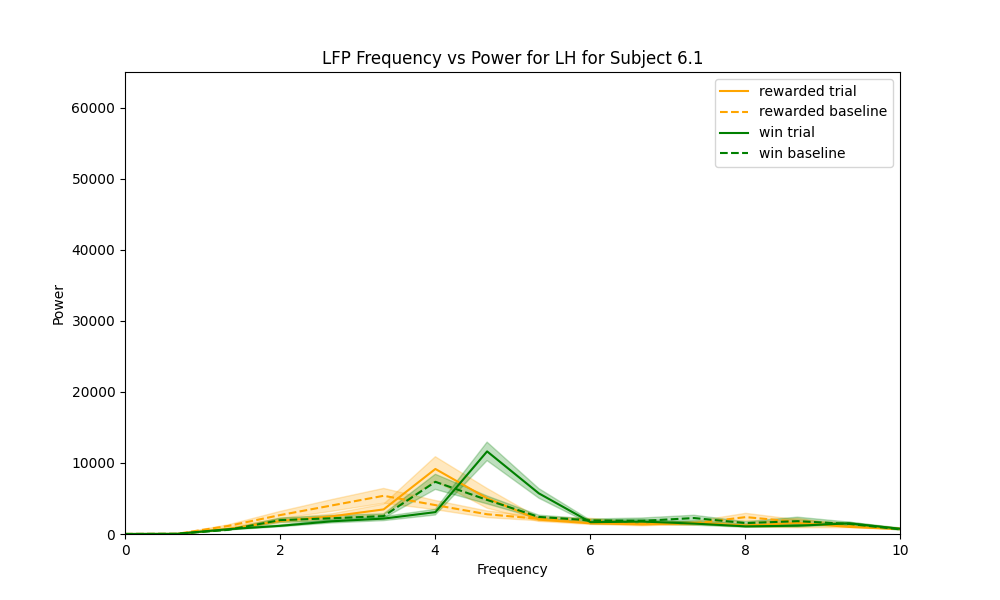 LFP Frequency vs Power for LH for Subject 6.1
rewarded trial
rewarded baseline
win trial
win baseline
60000
50000
40000
30000
20000
10000
0
Power
0 2 4 6 8 10
Frequency